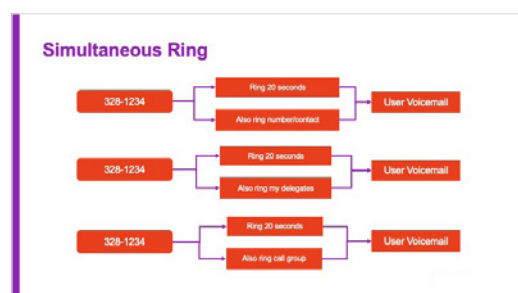 Simultaneous Ring
Ring 20 seconds
328-1234
User Voicemail
Also ring number/contact
Ring 20 seconds
328-1234
User Voicemail
Also ring my delegates
Ring 20 seconds
328-1234
User Voicemail
Also ring call group